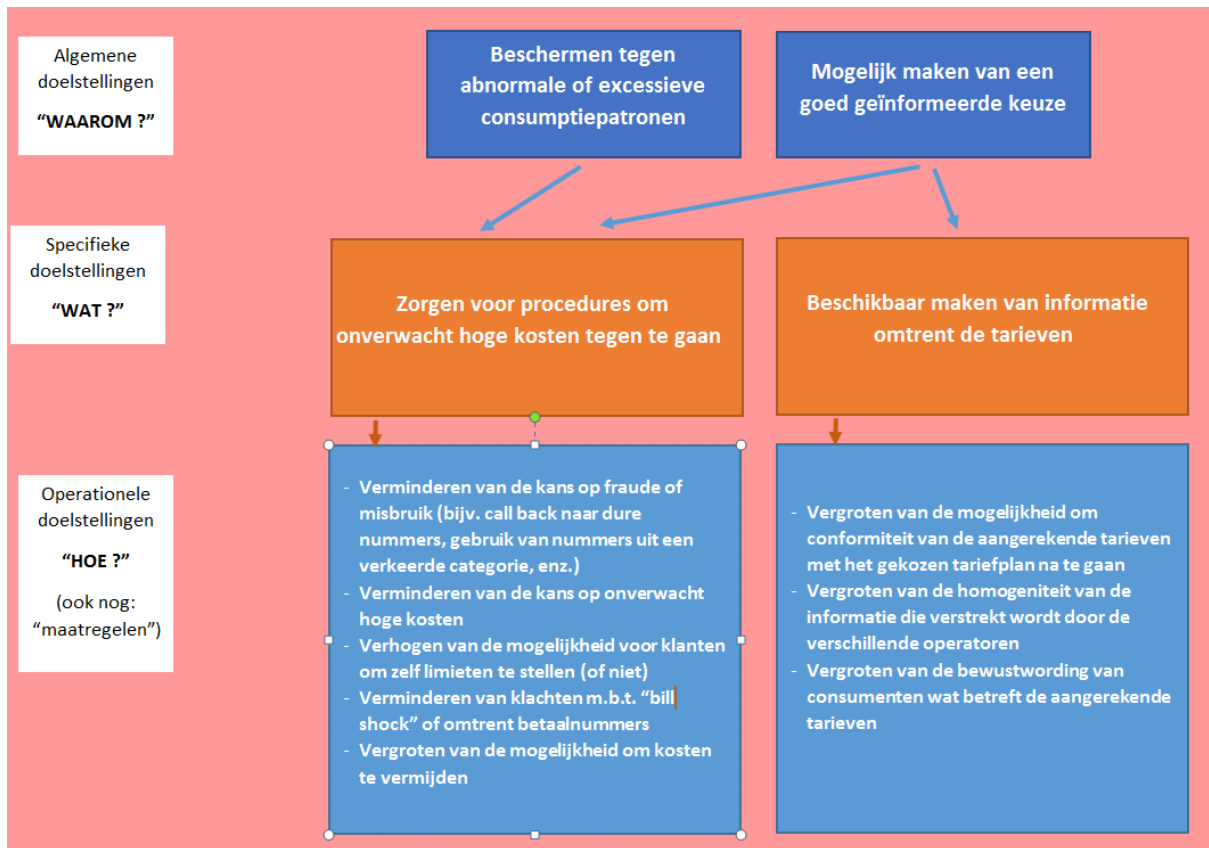 Algemene
doelstellingen
“WAAROM ?”
Beschermen tegen
abnormale of excessieve
consumptiepatronen
Mogelijk maken van een
goed geïnformeerde keuze
Specifieke
doelstellingen
“WAT ?”
Zorgen voor procedures om
onverwacht hoge kosten tegen te gaan
Beschikbaar maken van informatie
omtrent de tarieven
Operationele
doelstellingen
“HOE ?”
(ook nog:
“maatregelen”)
- Verminderen van de kans op fraude of
misbruik (bijv. call back naar dure
nummers, gebruik van nummers uit een
verkeerde categorie, enz.)
- Verminderen van de kans op onverwacht
hoge kosten
- Verhogen van de mogelijkheid voor klanten
om zelf limieten te stellen (of niet)
- Verminderen van klachten m.b.t. “bill
shock” of omtrent betaalnummers
- Vergroten van de mogelijkheid om kosten
te vermijden
- Vergroten van de mogelijkheid om
conformiteit van de aangerekende tarieven
met het gekozen tariefplan na te gaan
- Vergroten van de homogeniteit van de
informatie die verstrekt wordt door de
verschillende operatoren
- Vergroten van de bewustwording van
consumenten wat betreft de aangerekende
tarieven